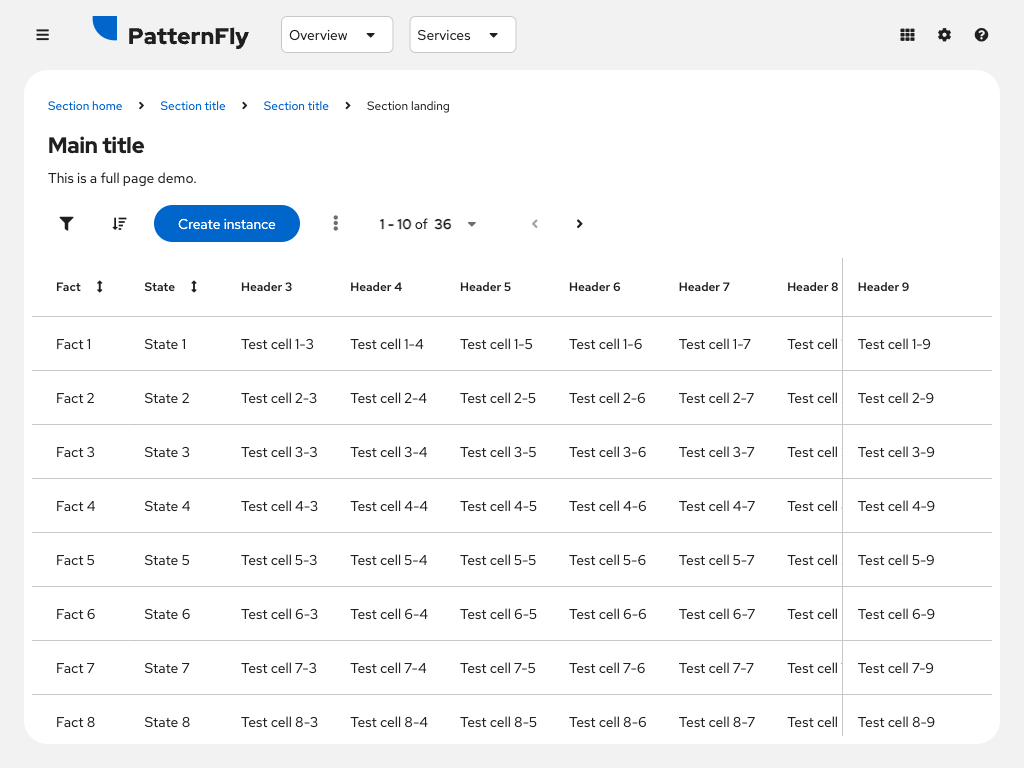 PatternFly Overview Services
Section home Section title Section title Section landing
Main title
This is a full page demo.
Create instance 1 - 10 of 36
Fact State Header 3 Header 4 Header 5 Header 6 Header 7 Header 8 Header 9
Fact 1 State 1 Test cell 1-3 Test cell 1-4 Test cell 1-5 Test cell 1-6 Test cell 1-7 Test cell Test cell 1-9
Fact 2 State 2 Test cell 2-3 Test cell 2-4 Test cell 2-5 Test cell 2-6 Test cell 2-7 Test cell Test cell 2-9
Fact 3 State 3 Test cell 3-3 Test cell 3-4 Test cell 3-5 Test cell 3-6 Test cell 3-7 Test cell Test cell 3-9
Fact 4 State 4 Test cell 4-3 Test cell 4-4 Test cell 4-5 Test cell 4-6 Test cell 4-7 Test cell Test cell 4-9
Fact 5 State 5 Test cell 5-3 Test cell 5-4 Test cell 5-5 Test cell 5-6 Test cell 5-7 Test cell Test cell 5-9
Fact 6 State 6 Test cell 6-3 Test cell 6-4 Test cell 6-5 Test cell 6-6 Test cell 6-7 Test cell Test cell 6-9
Fact 7 State 7 Test cell 7-3 Test cell 7-4 Test cell 7-5 Test cell 7-6 Test cell 7-7 Test cell Test cell 7-9
Fact 8 State 8 Test cell 8-3 Test cell 8-4 Test cell 8-5 Test cell 8-6 Test cell 8-7 Test cell Test cell 8-9